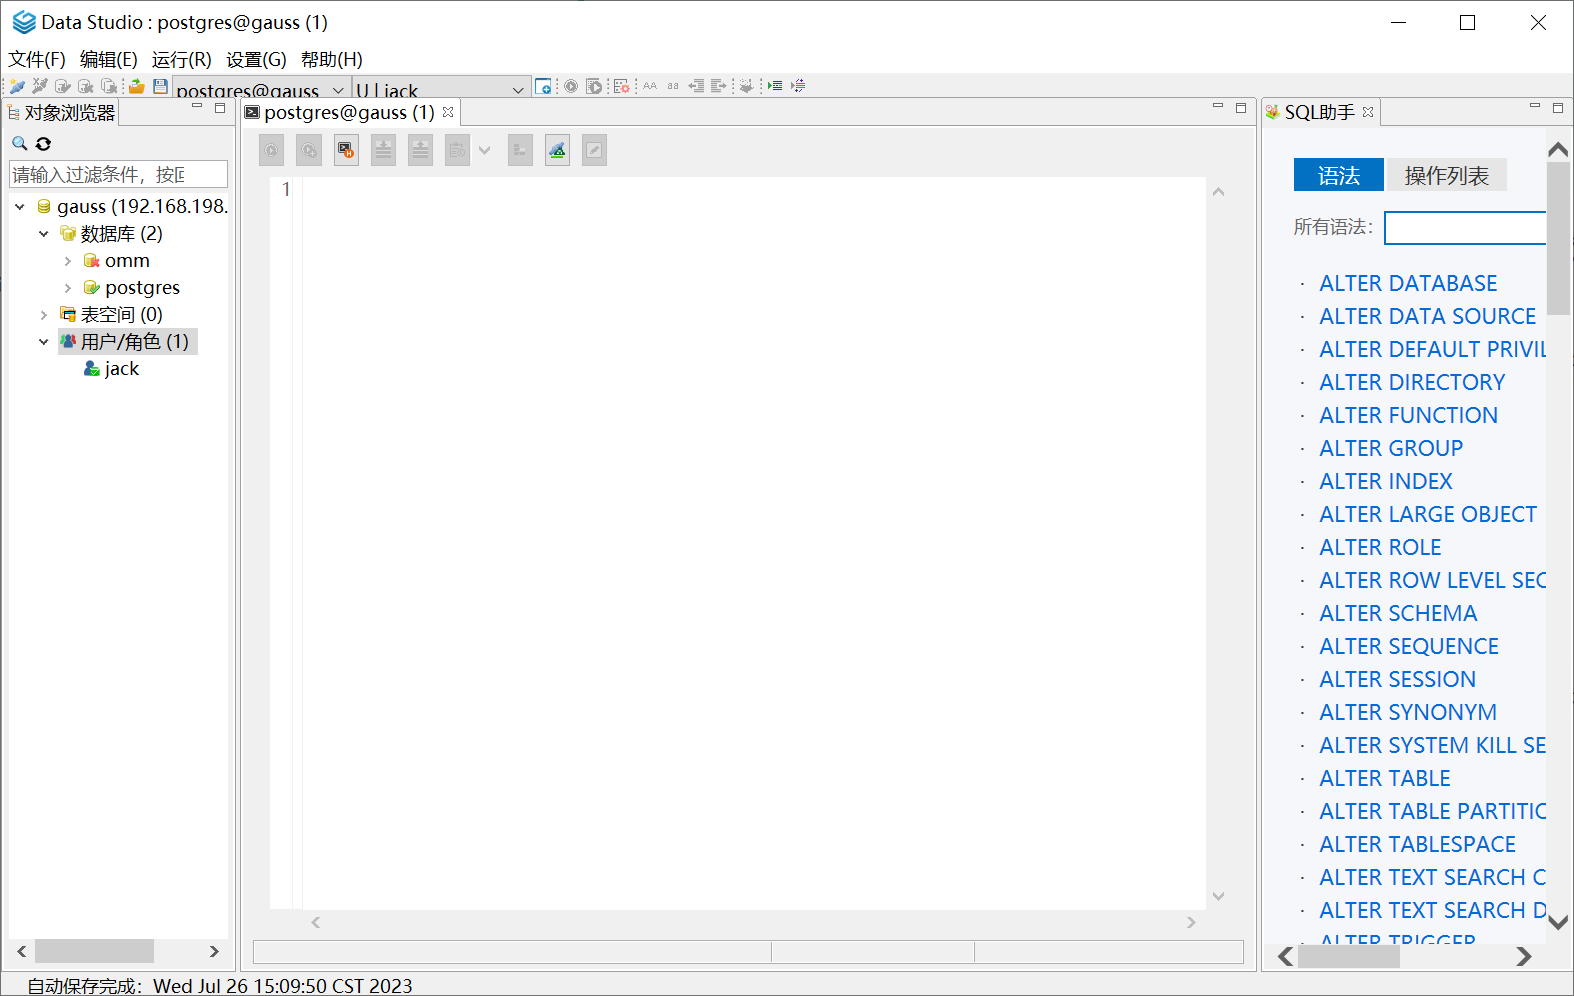 Data Studio : postgres@gauss (1)
文件(F) 编辑(E) 运行(R) 设置(G) 帮助(H)
postgres@gauss
U jack
AA
aa
对象浏览器
请输入过滤条件，按
gauss (192.168.198.
数据库 (2)
omm
postgres
表空间 (0)
用户/角色 (1)
jack
postgres@gauss (1)
1
SQL助手
语法 操作列表
所有语法:
· ALTER DATABASE
· ALTER DATA SOURCE
· ALTER DEFAULT PRIVIL
· ALTER DIRECTORY
· ALTER FUNCTION
· ALTER GROUP
· ALTER INDEX
· ALTER LARGE OBJECT
· ALTER ROLE
· ALTER ROW LEVEL SEC
· ALTER SCHEMA
· ALTER SEQUENCE
· ALTER SESSION
· ALTER SYNONYM
· ALTER SYSTEM KILL SE
· ALTER TABLE
· ALTER TABLE PARTITIO
· ALTER TABLESPACE
· ALTER TEXT SEARCH C
· ALTER TEXT SEARCH D
· ALTER TRIGGER
自动保存完成：Wed Jul 26 15:09:50 CST 2023